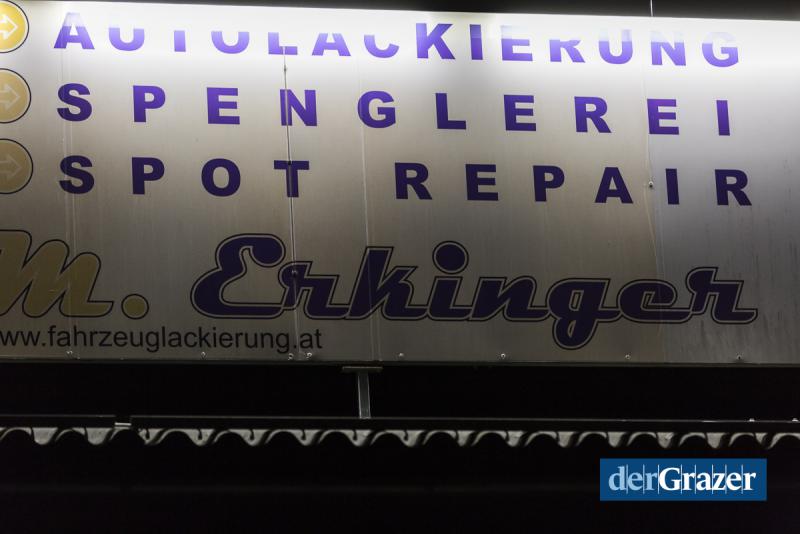 AUTOLACKIERUNG
SPENGLEREI
SPOT REPAIR
M. Erkinger
www.fahrzeuglackierung.at
derGrazer